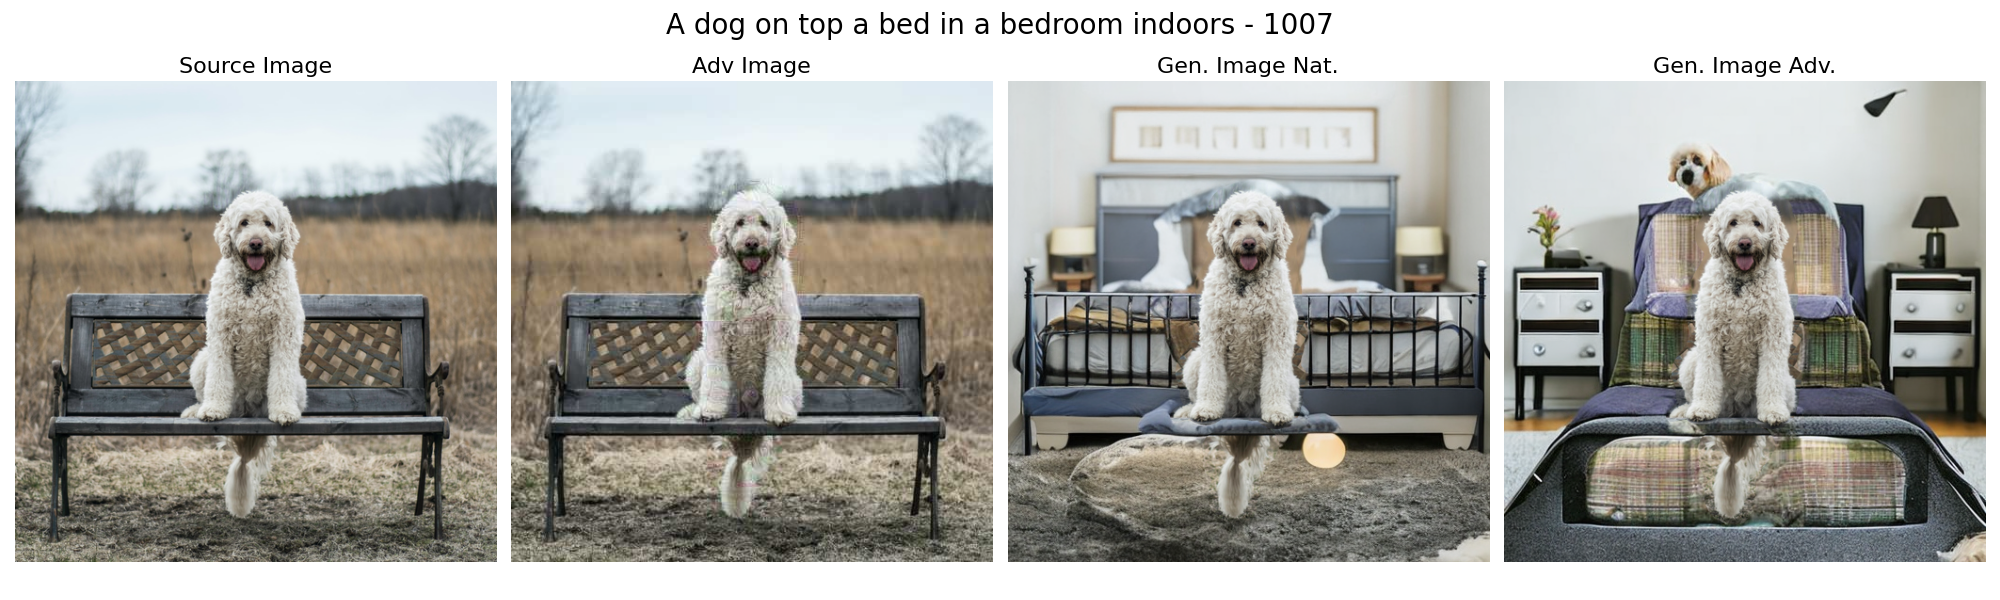 A dog on top a bed in a bedroom indoors - 1007
Source Image
Adv Image
Gen. Image Nat.
Gen. Image Adv.